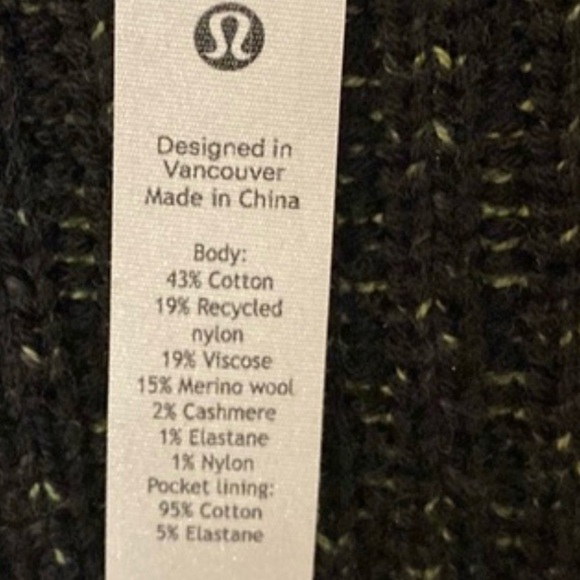 Designed in
Vancouver
Made in China
Body:
43% Cotton
19% Recycled
nylon
19% Viscose
15% Merino wool
2% Cashmere
1% Elastane
1% Nylon
Pocket lining:
95% Cotton
5% Elastane